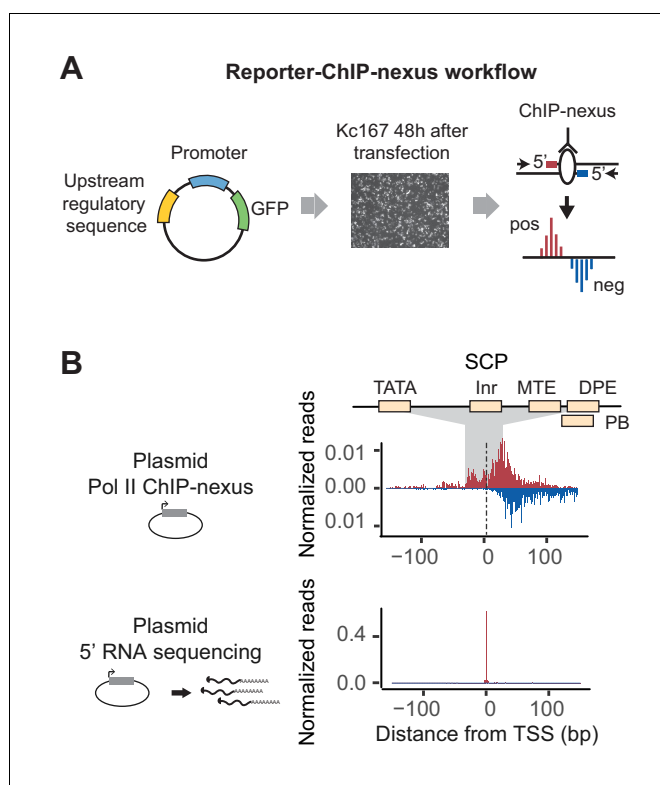 A
Reporter-ChIP-nexus workflow
Upstream
regulatory
sequence
Promoter
GFP
Kc167 48h after
transfection
ChIP-nexus
5'
5'
pos
neg
B
SCP
TATA
Inr
MTE
DPE
PB
Plasmid
Pol II ChIP-nexus
Normalized reads
0.01
0.00
0.01
−100
0
100
Plasmid
5' RNA sequencing
AAAAAAAA
AAAAAAAA
AAAAAAAA
Normalized reads
0.4
0.0
−100
0
100
Distance from TSS (bp)